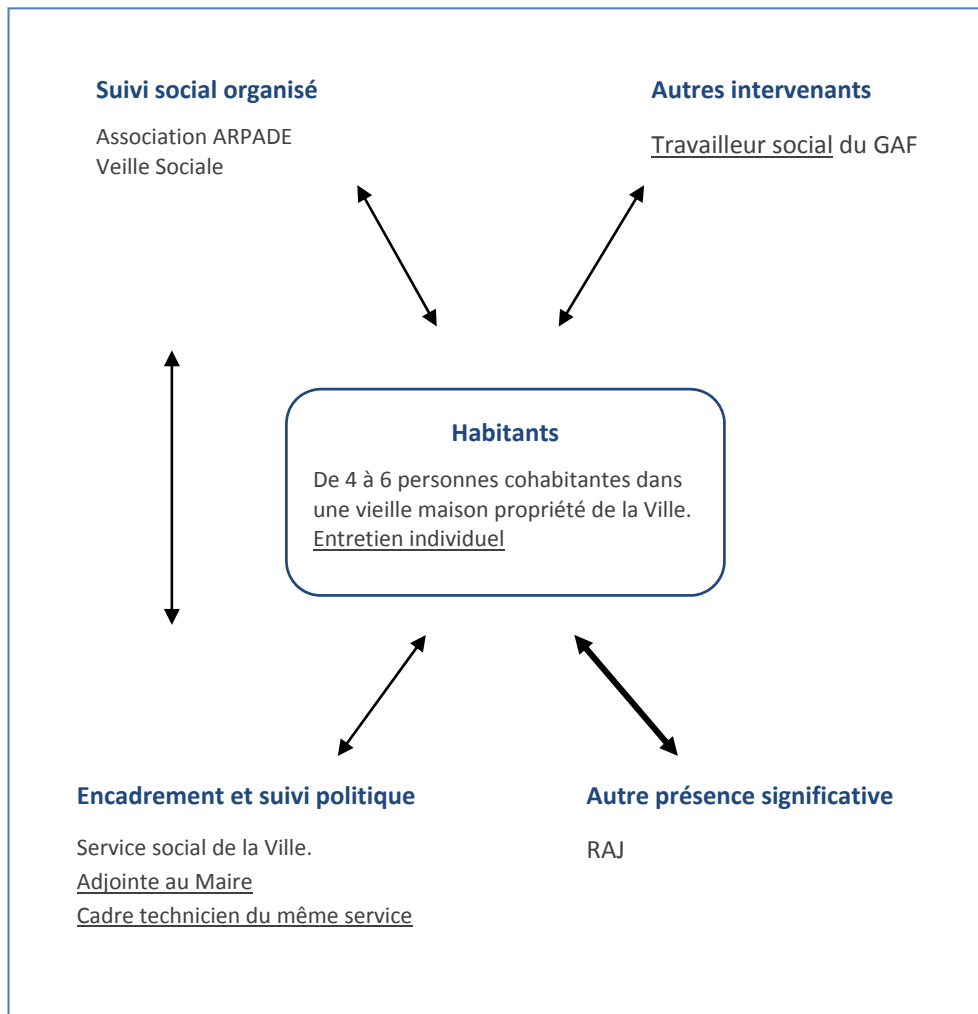 Suivi social organisé
Association ARPADE
Veille Sociale
Autres intervenants
Travailleur social du GAF
Habitants
De 4 à 6 personnes cohabitantes dans
une vieille maison propriété de la Ville.
Entretien individuel
Encadrement et suivi politique
Service social de la Ville.
Adjointe au Maire
Cadre technicien du même service
Autre présence significative
RAJ